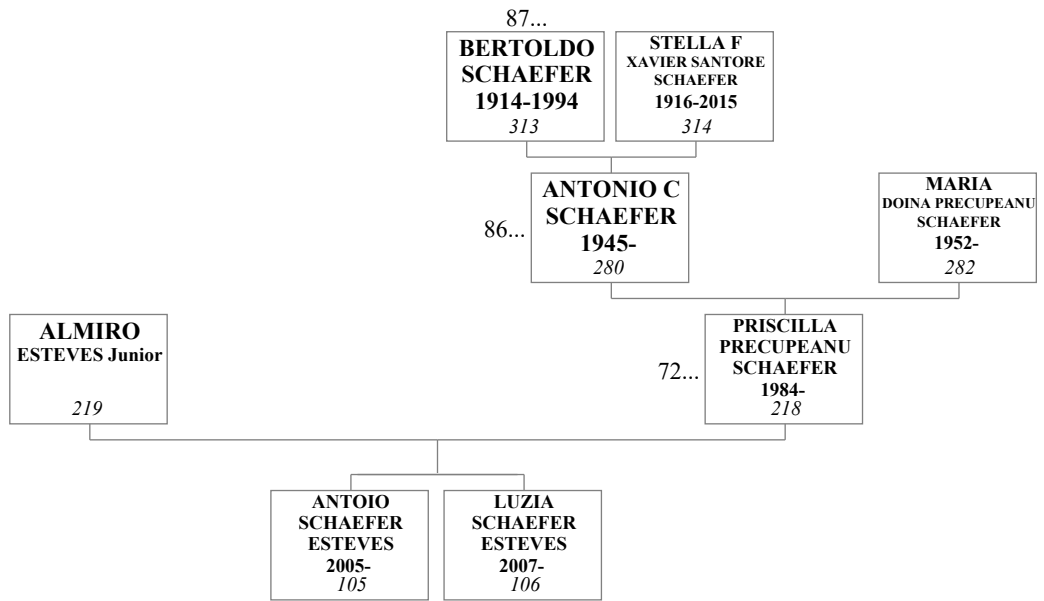 87...
BERTOLDO
SCHAEFER
1914-1994
313
STELLA F
XAVIER SANTORE
SCHAEFER
1916-2015
314
86...
ANTONIO C
SCHAEFER
1945-
280
MARIA
DOINA PRECUPEANU
SCHAEFER
1952-
282
ALMIRO
ESTEVES Junior
219
72...
PRISCILLA
PRECUPEANU
SCHAEFER
1984-
218
ANTOIO
SCHAEFER
ESTEVES
2005-
105
LUZIA
SCHAEFER
ESTEVES
2007-
106